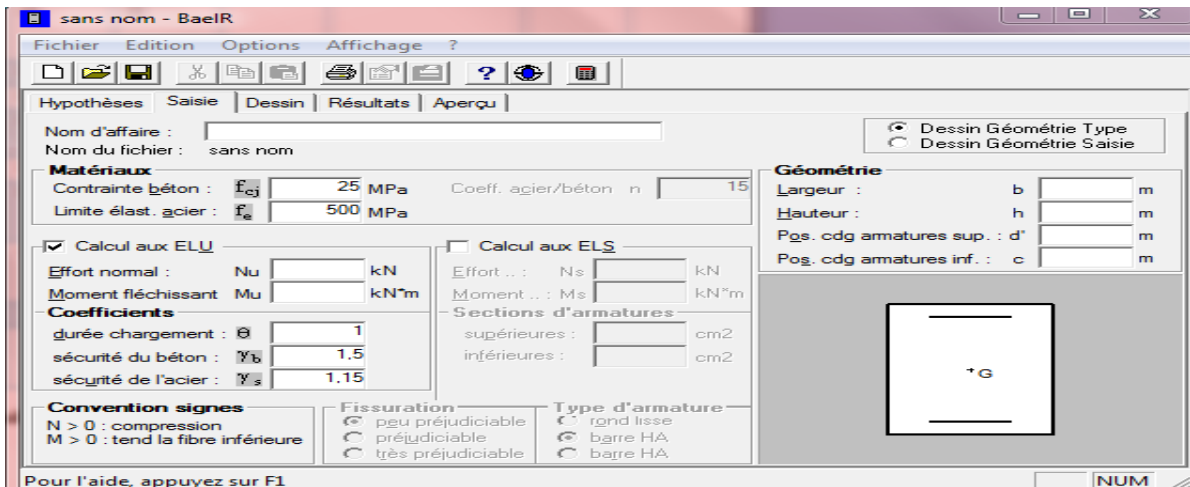 sans nom - BaelR
Fichier Edition Options Affichage ?
Hypothèses Saisie Dessin Résultats Aperçu
Nom d'affaire :
Nom du fichier : sans nom
Dessin Géométrie Type
Dessin Géométrie Saisie
Matériaux
Contrainte béton : fcj 25 MPa Coeff. acier/béton n 15
Limite élast. acier : fe 500 MPa
Géométrie
Largeur : b m
Hauteur : h m
Pos. cdg armatures sup. : d' m
Pos. cdg armatures inf. : c m
Calcul aux ELU
Effort normal : Nu kN
Moment fléchissant Mu kN*m
Coefficients
durée chargement : θ 1
sécurité du béton : γb 1,5
sécurité de l'acier : γs 1,15
Calcul aux ELS
Effort .. : Ns kN
Moment .. : Ms kN*m
Sections d'armatures
supérieures : cm2
inférieures : cm2
+G
Convention signes
N > 0 : compression
M > 0 : tend la fibre inférieure
Fissuration
peu préjudiciable
préjudiciable
très préjudiciable
Type d'armature
rond lisse
barre HA
barre HA
Pour l'aide, appuyez sur F1
NUM